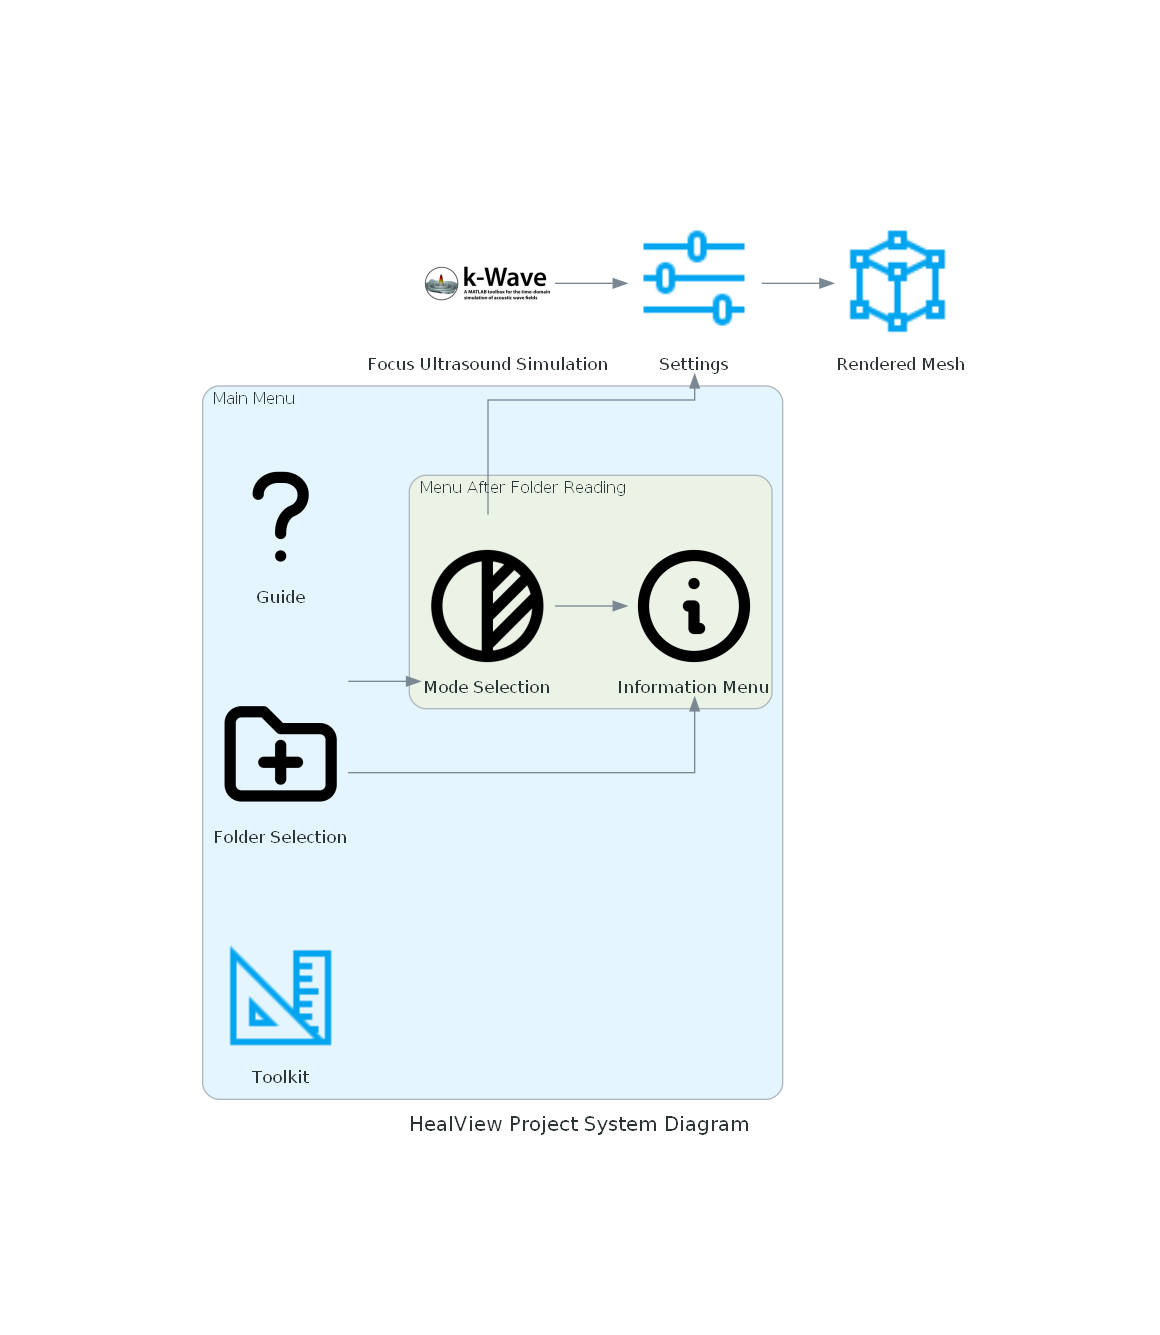 k-Wave
A MATLAB toolbox for the time-domain
simulation of acoustic wave fields
Focus Ultrasound Simulation
Settings
Rendered Mesh
Main Menu
Menu After Folder Reading
Guide
Mode Selection
Information Menu
Folder Selection
Toolkit
HealView Project System Diagram